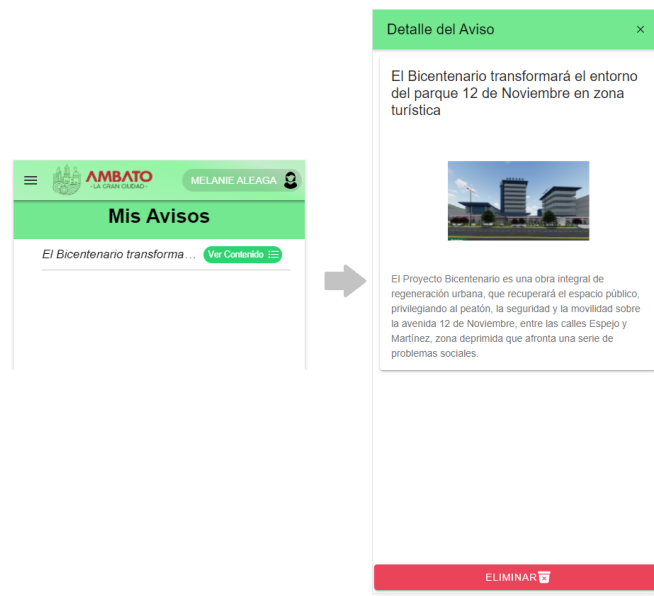 AMBATO
-LA GRAN CIUDAD-
MELANIE ALEAGA
Mis Avisos
El Bicentenario transforma...
Ver Contenido
Detalle del Aviso
El Bicentenario transformará el entorno
del parque 12 de Noviembre en zona
turística
El Proyecto Bicentenario es una obra integral de
regeneración urbana, que recuperará el espacio público,
privilegiando al peatón, la seguridad y la movilidad sobre
la avenida 12 de Noviembre, entre las calles Espejo y
Martínez, zona deprimida que afronta una serie de
problemas sociales.
ELIMINAR